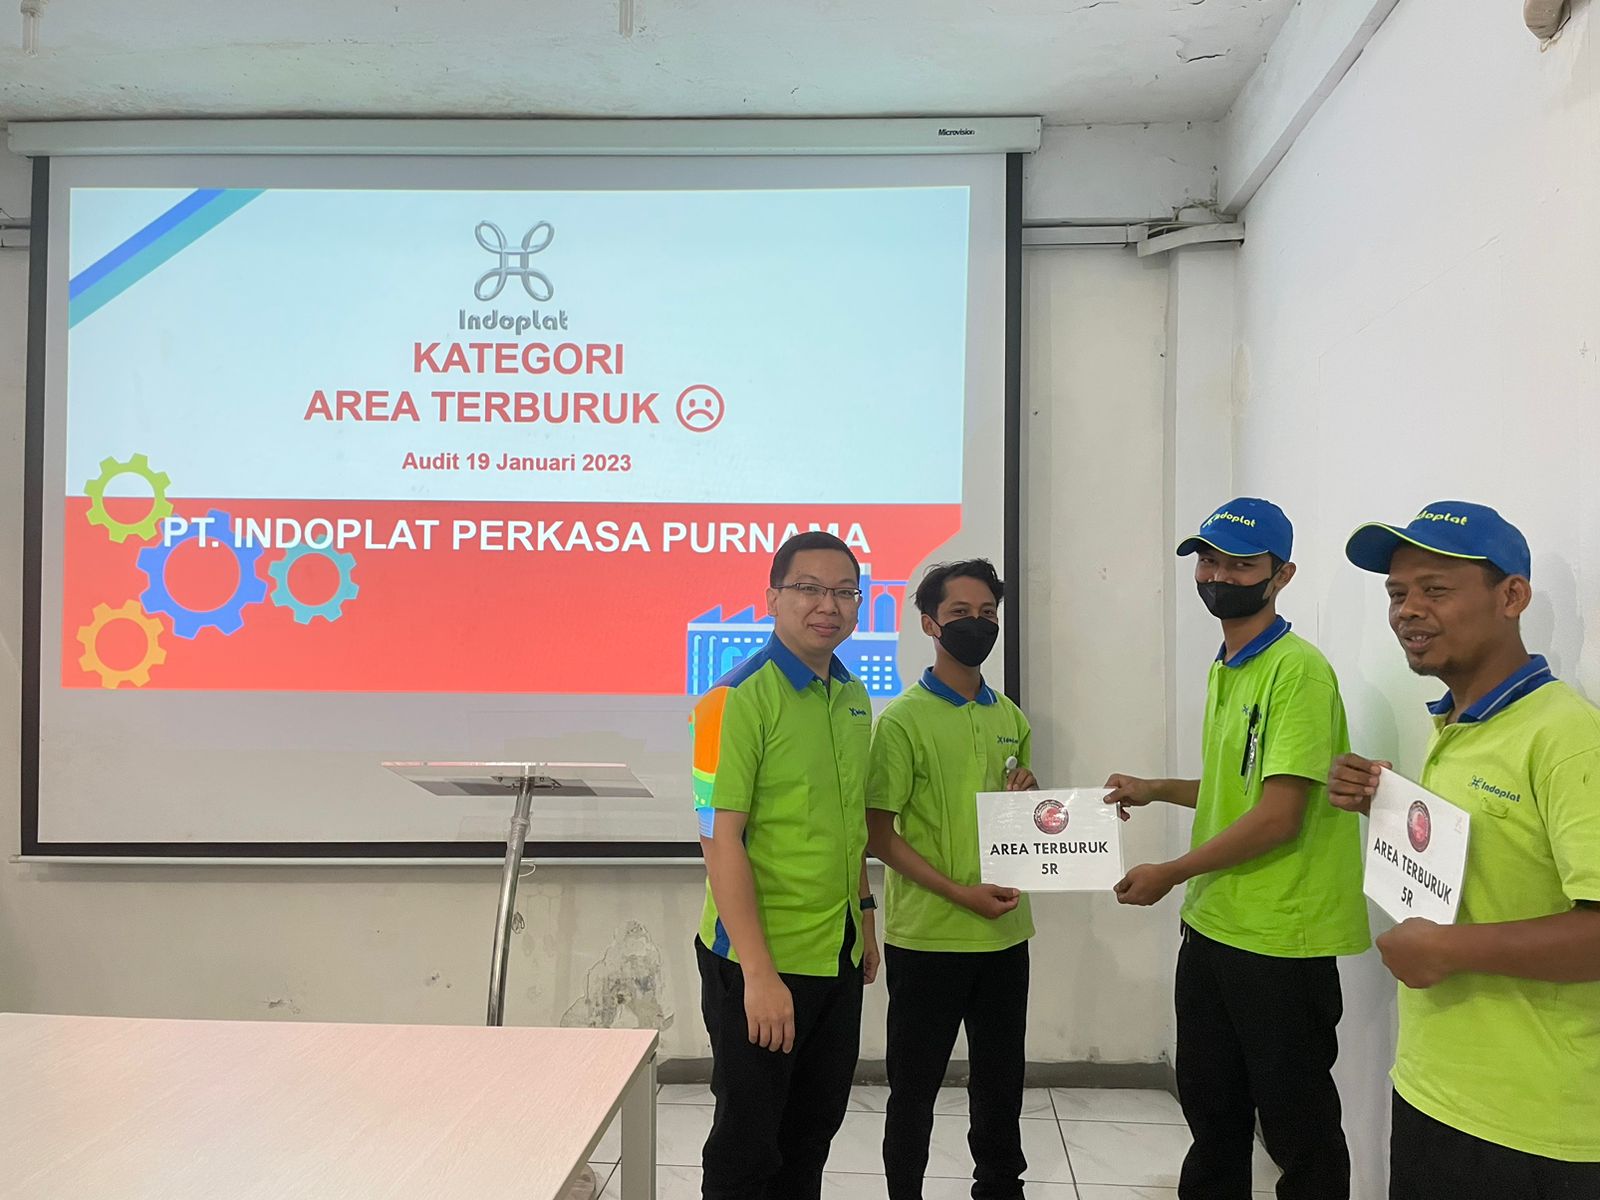 Microvision
Indoplat
KATEGORI
AREA TERBURUK
Audit 19 Januari 2023
PT. INDOPLAT PERKASA PURNAMA
Indoplat
Indoplat
AREA TERBURUK
5R
Indoplat
AREA TERBURUK
5R